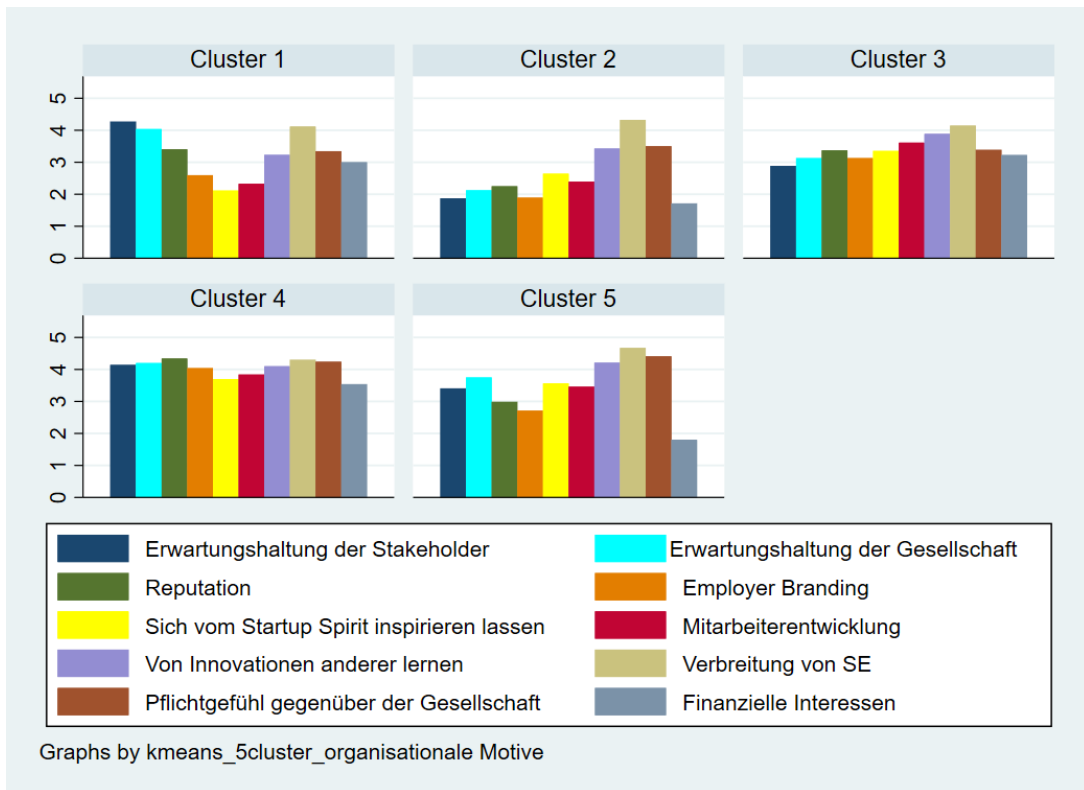 Cluster 1
Cluster 2
Cluster 3
5
4
3
2
1
0
Cluster 4
Cluster 5
5
4
3
2
1
0
Erwartungshaltung der Stakeholder
Erwartungshaltung der Gesellschaft
Reputation
Employer Branding
Sich vom Startup Spirit inspirieren lassen
Mitarbeiterentwicklung
Von Innovationen anderer lernen
Verbreitung von SE
Pflichtgefühl gegenüber der Gesellschaft
Finanzielle Interessen
Graphs by kmeans_5cluster_organisationale Motive